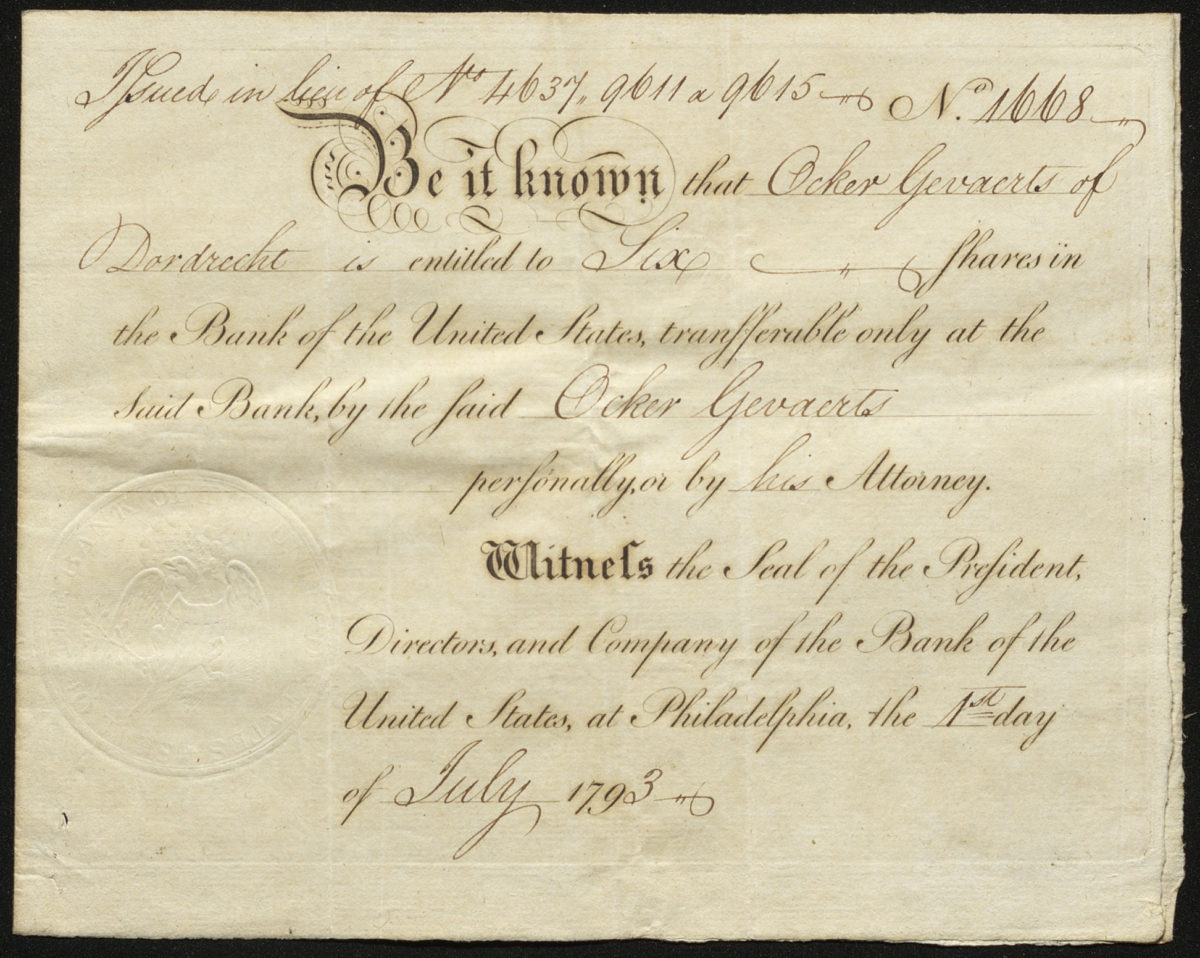 Issued in lieu of Nos 4637, 9611 a 9615 No. 1668
Be it known that Ocker Gevaerts of
Dordrecht is entitled to Six Shares in
the Bank of the United States, transferrable only at the
said Bank, by the said Ocker Gevaerts
personally, or by his Attorney.
Witness the Seal of the President,
Directors, and Company of the Bank of the
United States, at Philadelphia, the 1st day
of July 1793